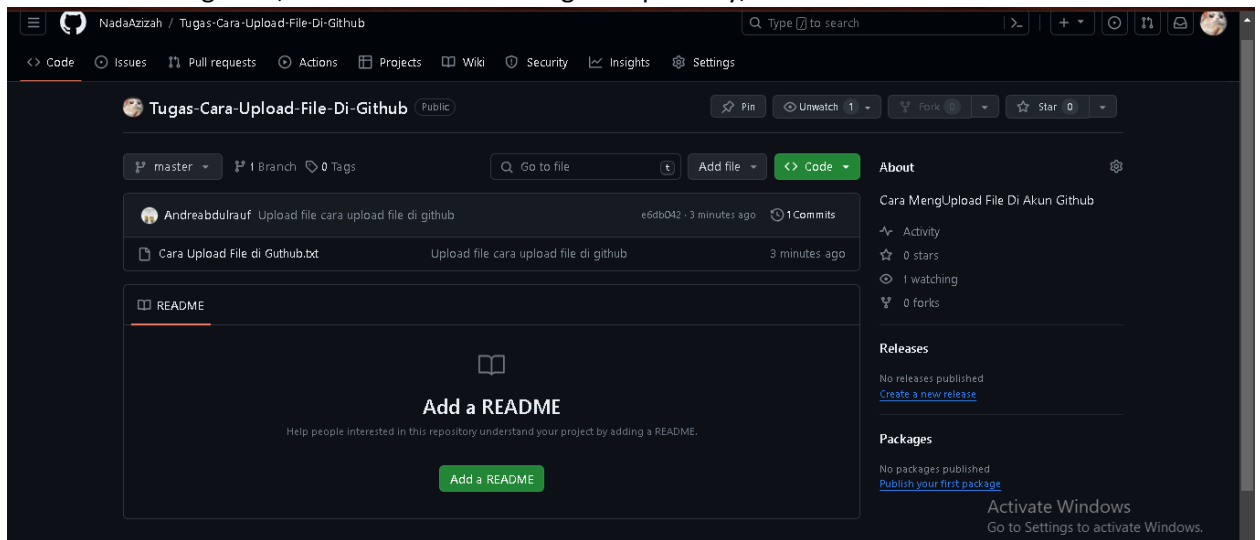 NadaAzizah / Tugas-Cara-Upload-File-Di-Github
Type / to search
Code Issues Pull requests Actions Projects Wiki Security Insights Settings
Tugas-Cara-Upload-File-Di-Github Public
Pin Unwatch 1 Fork 0 Star 0
master 1 Branch 0 Tags
Go to file t Add file Code
Andreabdulrauf Upload file cara upload file di github e6db042 · 3 minutes ago 1 Commits
Cara Upload File di Guthub.txt Upload file cara upload file di github 3 minutes ago
README
Add a README
Help people interested in this repository understand your project by adding a README.
Add a README
About
Cara MengUpload File Di Akun Github
Activity
0 stars
1 watching
0 forks
Releases
No releases published
Create a new release
Packages
No packages published
Publish your first package
Activate Windows
Go to Settings to activate Windows.